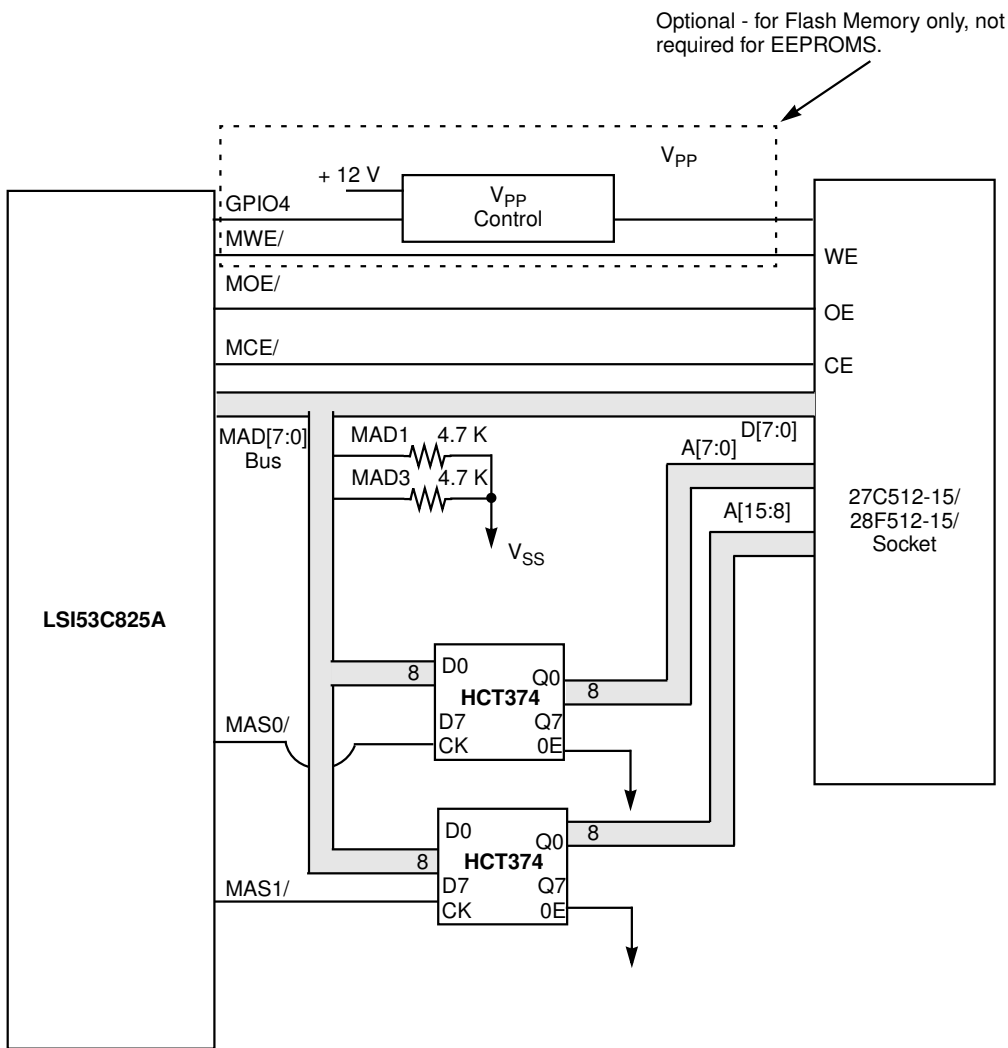 Optional - for Flash Memory only, not
required for EEPROMS.
VPP
+ 12 V
VPP
Control
GPIO4
MWE/
WE
MOE/
OE
MCE/
CE
MAD[7:0]
Bus
MAD1 4.7 K
MAD3 4.7 K
VSS
D[7:0]
A[7:0]
A[15:8]
27C512-15/
28F512-15/
Socket
LSI53C825A
8
D0
Q0
HCT374
8
D7
Q7
CK
0E
MAS0/
8
D0
Q0
HCT374
8
D7
Q7
CK
0E
MAS1/